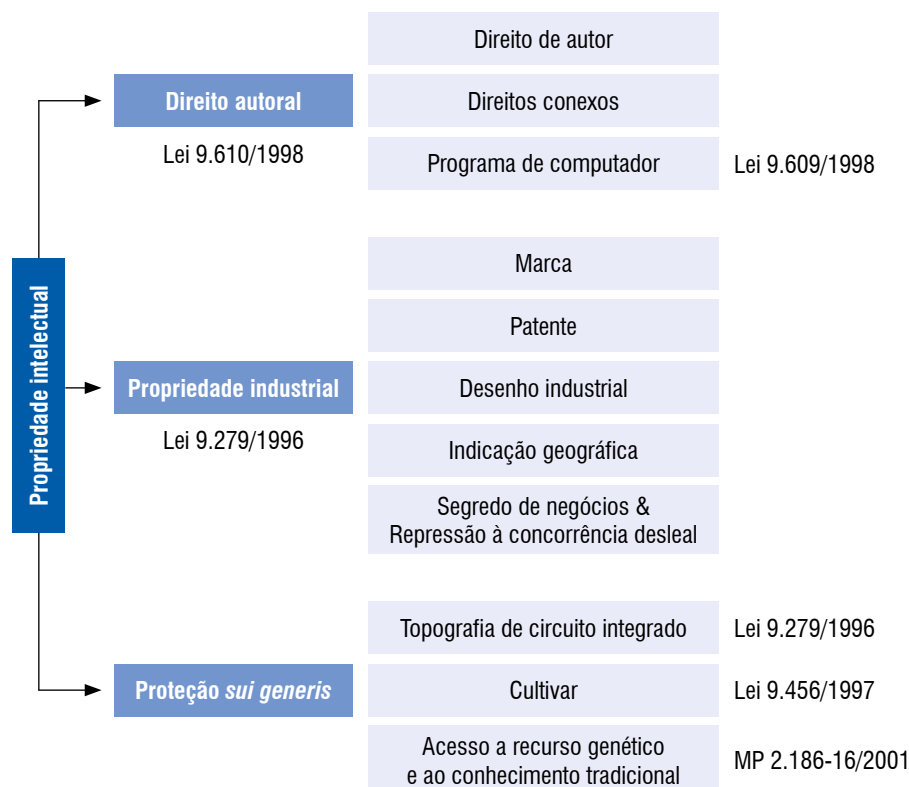 Propriedade intelectual
Direito autoral
Lei 9.610/1998
Direito de autor
Direitos conexos
Programa de computador
Lei 9.609/1998
Propriedade industrial
Lei 9.279/1996
Marca
Patente
Desenho industrial
Indicação geográfica
Segredo de negócios &
Repressão à concorrência desleal
Proteção sui generis
Topografia de circuito integrado
Lei 9.279/1996
Cultivar
Lei 9.456/1997
Acesso a recurso genético
e ao conhecimento tradicional
MP 2.186-16/2001